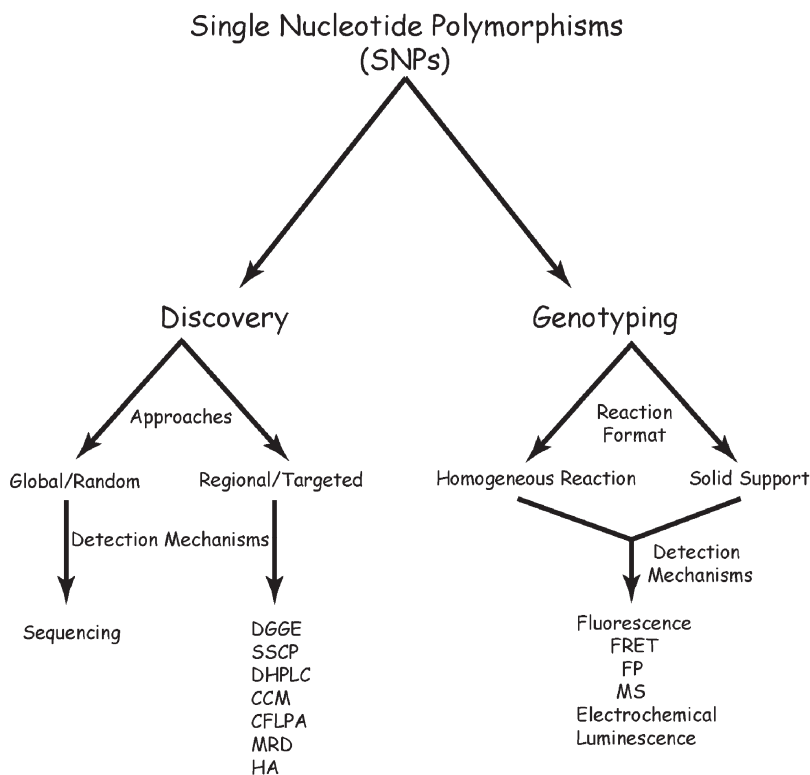 Single Nucleotide Polymorphisms
(SNPs)
Discovery
Genotyping
Approaches
Reaction
Format
Global/Random
Regional/Targeted
Homogeneous Reaction
Solid Support
Detection Mechanisms
Detection
Mechanisms
Sequencing
DGGE
SSCP
DHPLC
CCM
CFLPA
MRD
HA
Fluorescence
FRET
FP
MS
Electrochemical
Luminescence